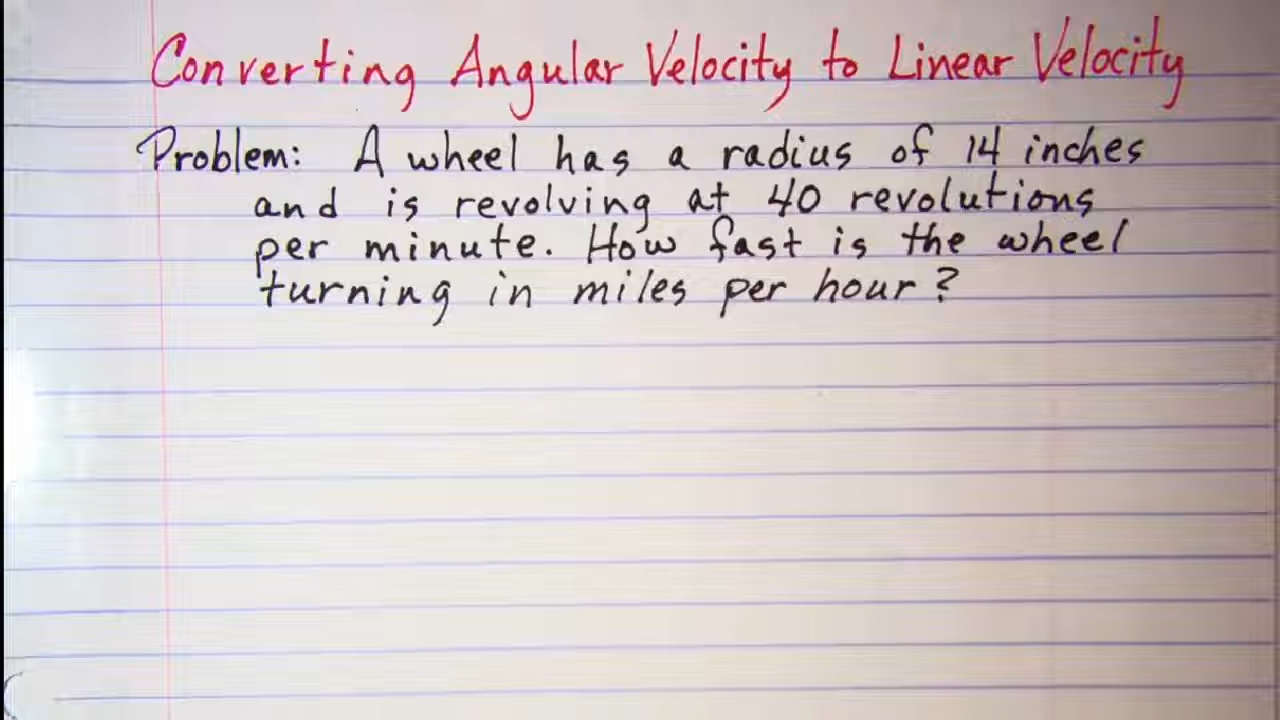 Converting Angular Velocity to Linear Velocity
Problem: A wheel has a radius of 14 inches
and is revolving at 40 revolutions
per minute. How fast is the wheel
turning in miles per hour?